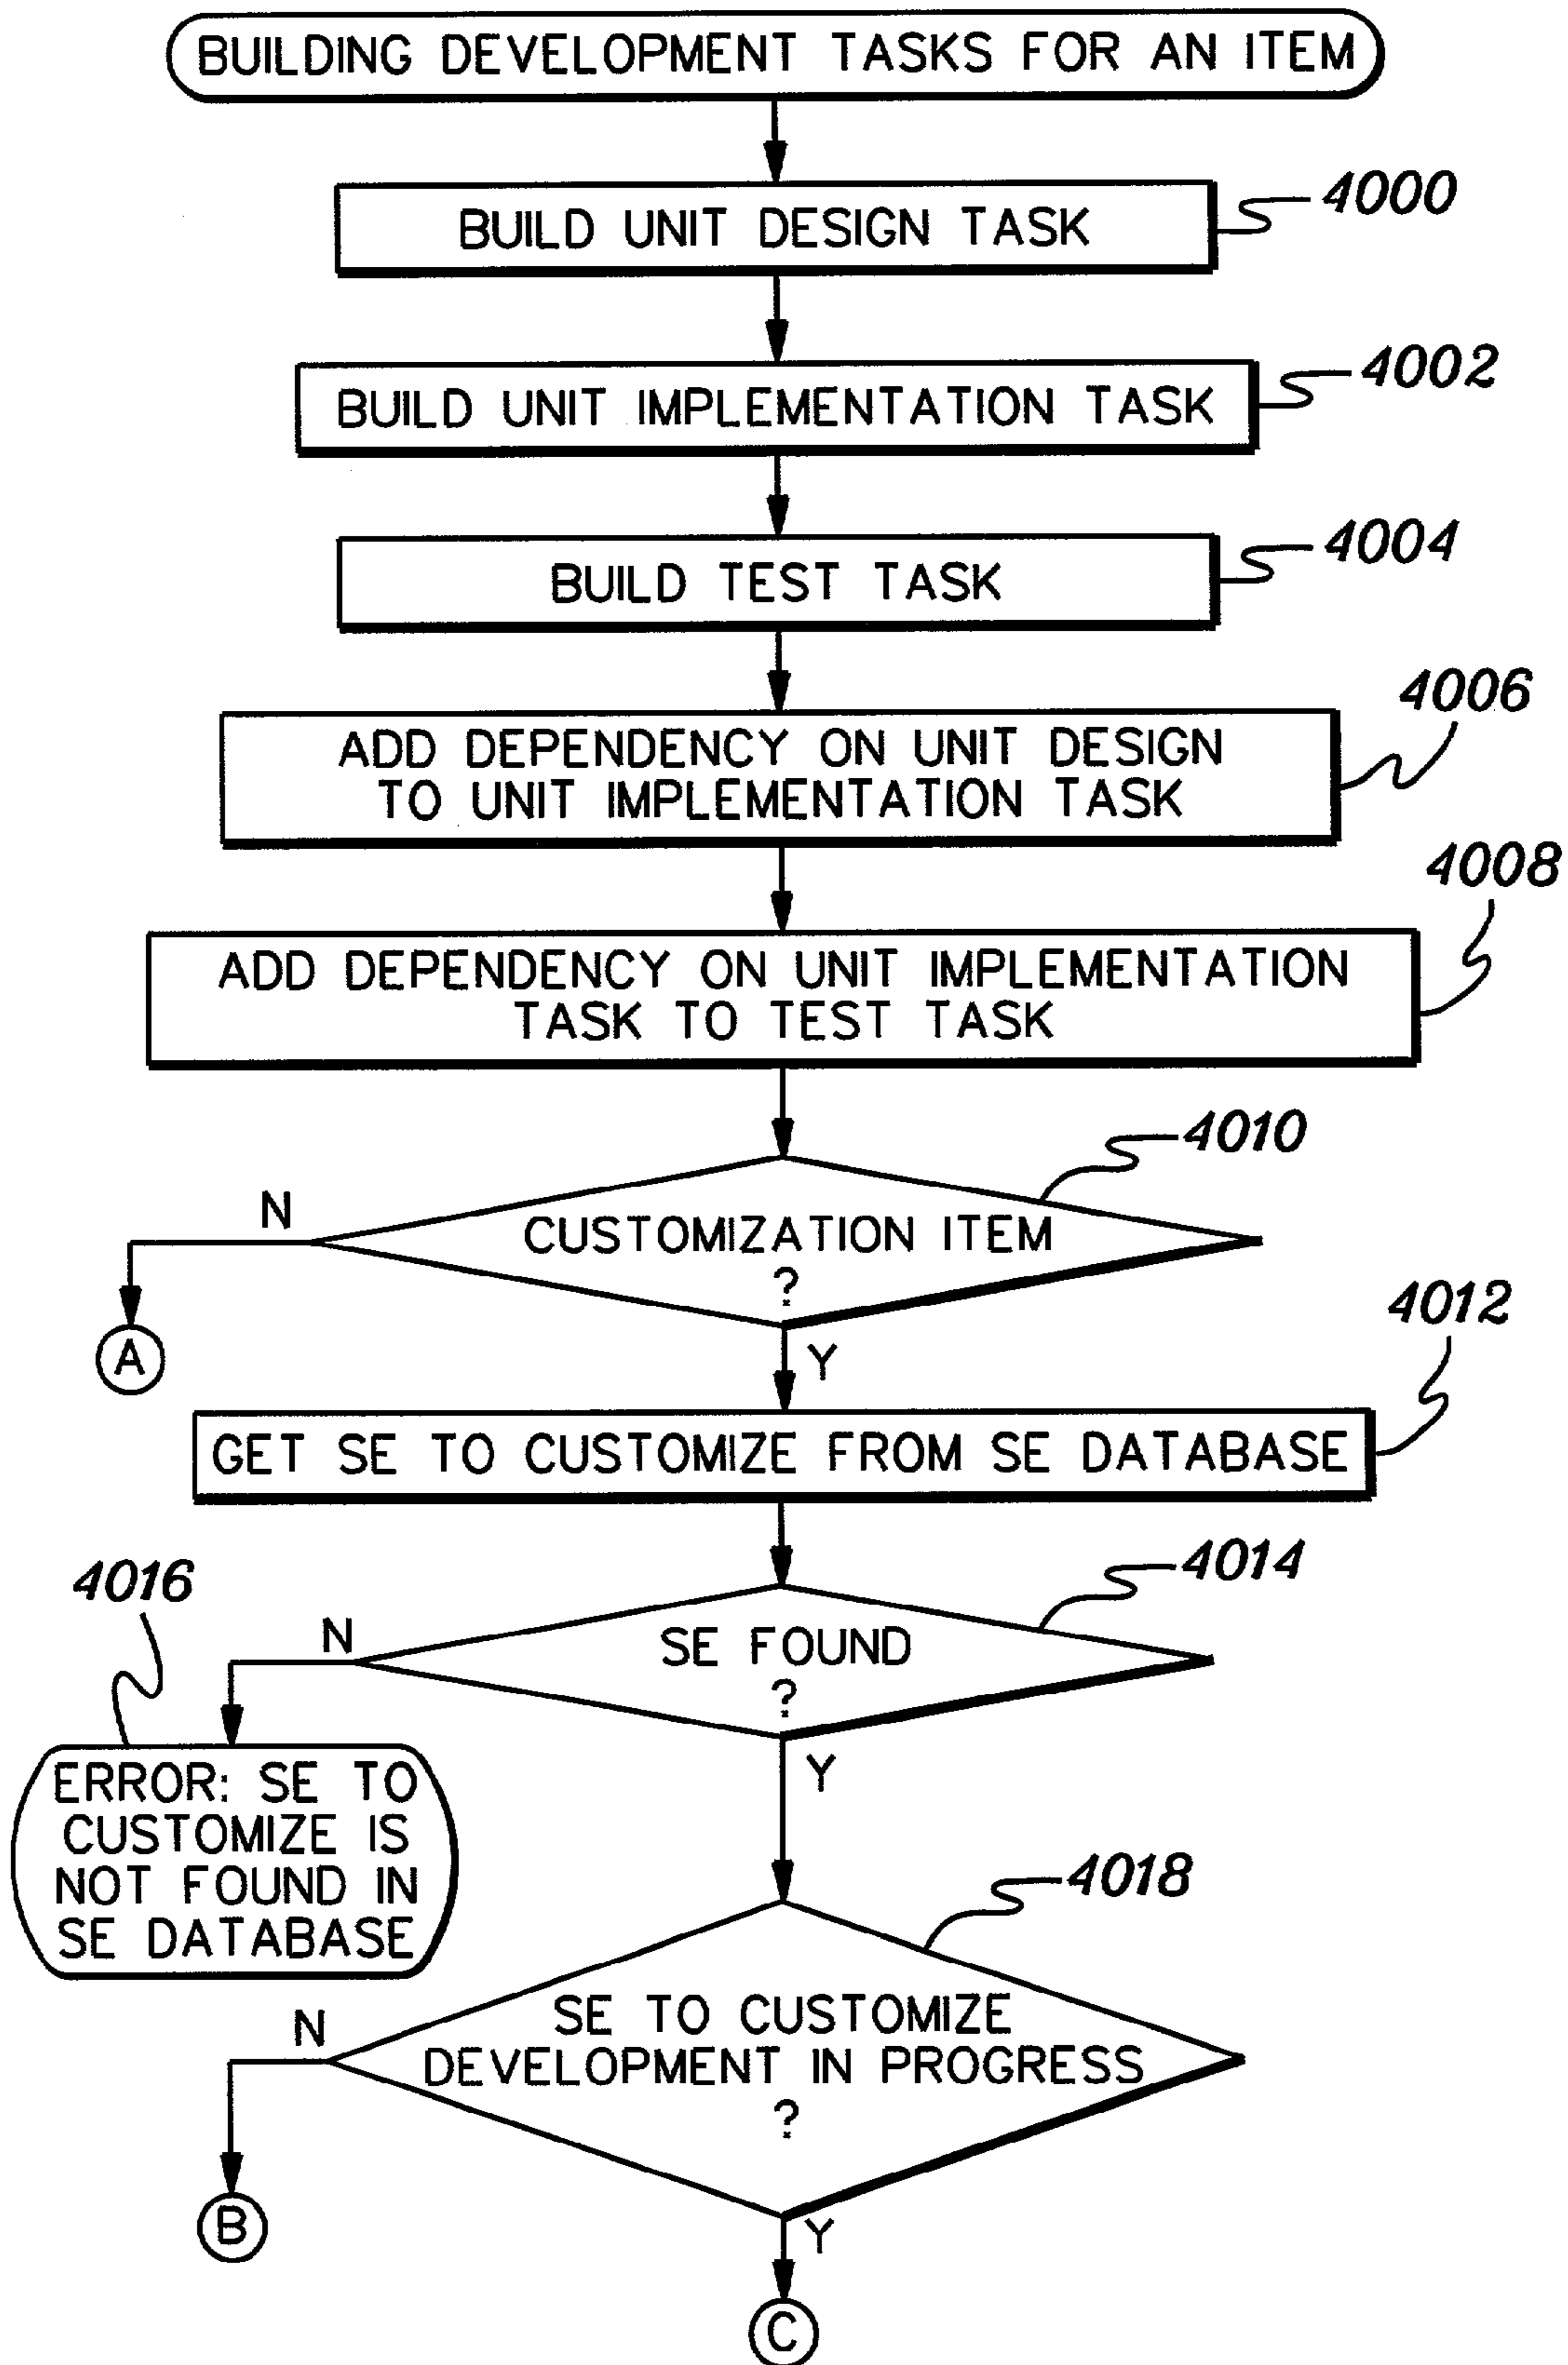 BUILDING DEVELOPMENT TASKS FOR AN ITEM
4000
BUILD UNIT DESIGN TASK
4002
BUILD UNIT IMPLEMENTATION TASK
4004
BUILD TEST TASK
4006
ADD DEPENDENCY ON UNIT DESIGN
TO UNIT IMPLEMENTATION TASK
4008
ADD DEPENDENCY ON UNIT IMPLEMENTATION
TASK TO TEST TASK
4010
N
CUSTOMIZATION ITEM
?
A
Y
4012
GET SE TO CUSTOMIZE FROM SE DATABASE
4014
4016
N
SE FOUND
?
Y
ERROR: SE TO
CUSTOMIZE IS
NOT FOUND IN
SE DATABASE
4018
N
SE TO CUSTOMIZE
DEVELOPMENT IN PROGRESS
?
B
Y
C